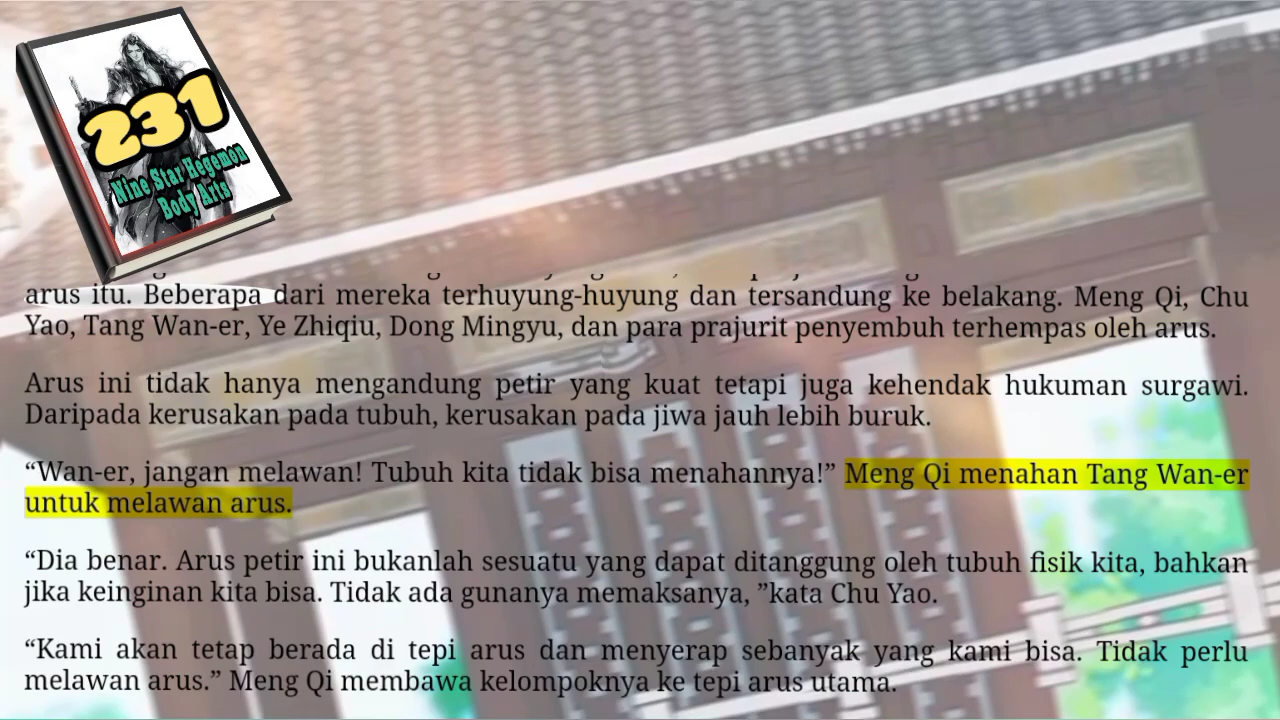 231
Nine Star Hegemon
Body Arts
arus itu. Beberapa dari mereka terhuyung-huyung dan tersandung ke belakang. Meng Qi, Chu
Yao, Tang Wan-er, Ye Zhiqiu, Dong Mingyu, dan para prajurit penyembuh terhempas oleh arus.
Arus ini tidak hanya mengandung petir yang kuat tetapi juga kehendak hukuman surgawi.
Daripada kerusakan pada tubuh, kerusakan pada jiwa jauh lebih buruk.
“Wan-er, jangan melawan! Tubuh kita tidak bisa menahannya!” Meng Qi menahan Tang Wan-er
untuk melawan arus.
“Dia benar. Arus petir ini bukanlah sesuatu yang dapat ditanggung oleh tubuh fisik kita, bahkan
jika keinginan kita bisa. Tidak ada gunanya memaksanya, ”kata Chu Yao.
“Kami akan tetap berada di tepi arus dan menyerap sebanyak yang kami bisa. Tidak perlu
melawan arus.” Meng Qi membawa kelompoknya ke tepi arus utama.